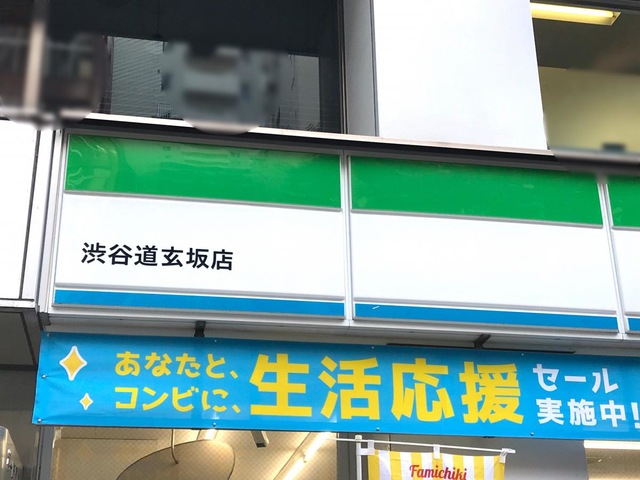 渋谷道玄坂店
あなたと、
コンビに、
生活応援
セール
実施中!
Famichiki